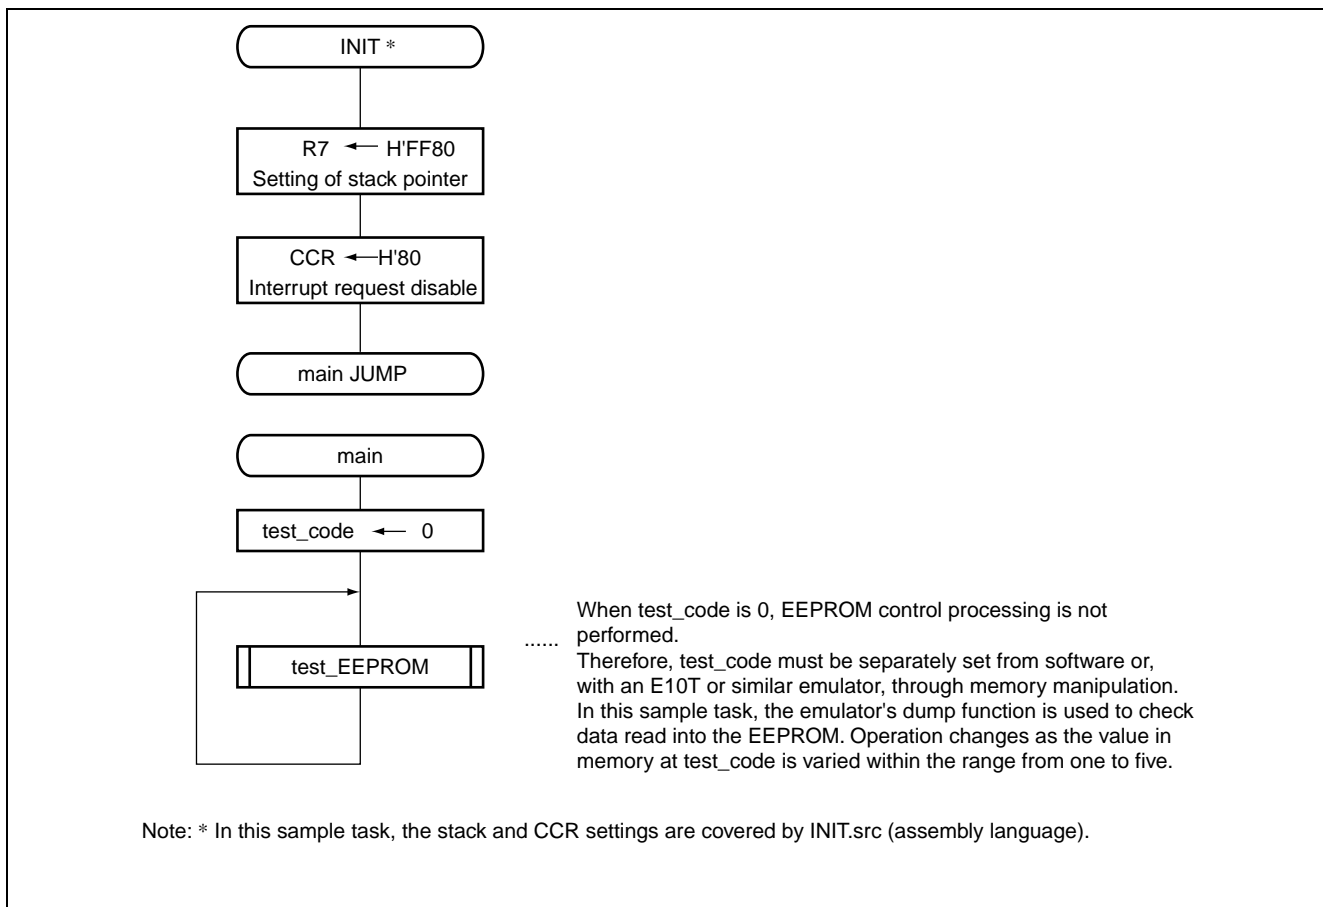 INIT *
R7 ← H'FF80
Setting of stack pointer
CCR ← H'80
Interrupt request disable
main JUMP
main
test_code ← 0
test_EEPROM
......
When test_code is 0, EEPROM control processing is not
performed.
Therefore, test_code must be separately set from software or,
with an E10T or similar emulator, through memory manipulation.
In this sample task, the emulator's dump function is used to check
data read into the EEPROM. Operation changes as the value in
memory at test_code is varied within the range from one to five.
Note: * In this sample task, the stack and CCR settings are covered by INIT.src (assembly language).